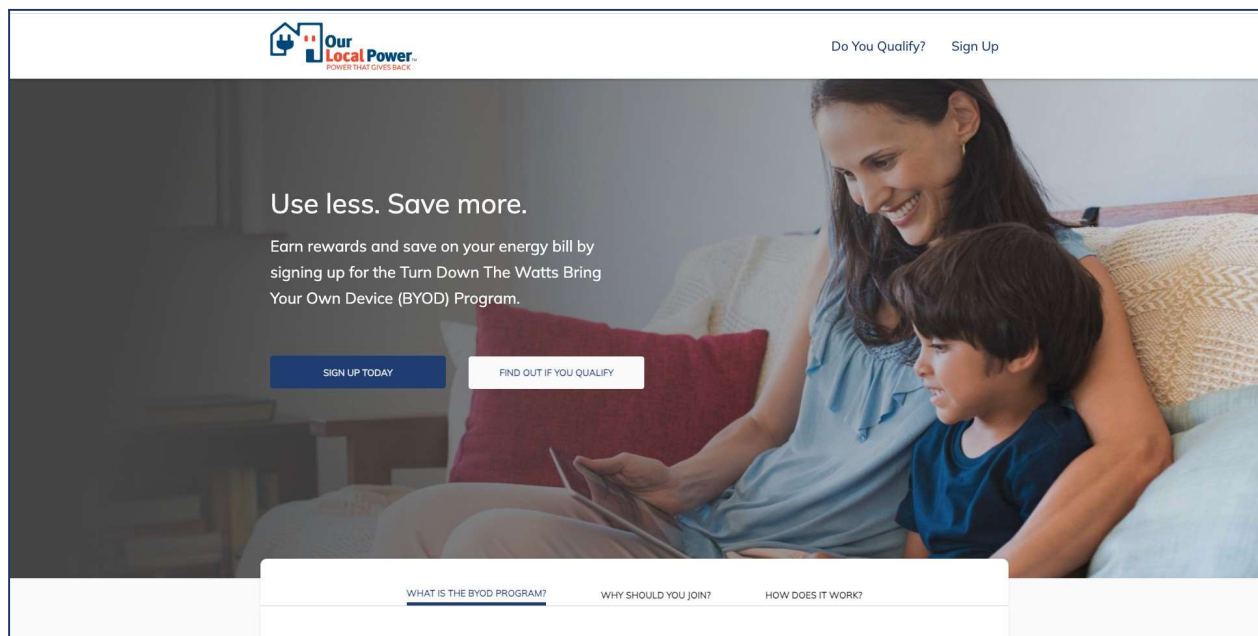 Our
Local Power™
POWER THAT GIVES BACK
Do You Qualify?
Sign Up
Use less. Save more.
Earn rewards and save on your energy bill by
signing up for the Turn Down The Watts Bring
Your Own Device (BYOD) Program.
SIGN UP TODAY
FIND OUT IF YOU QUALIFY
WHAT IS THE BYOD PROGRAM?
WHY SHOULD YOU JOIN?
HOW DOES IT WORK?